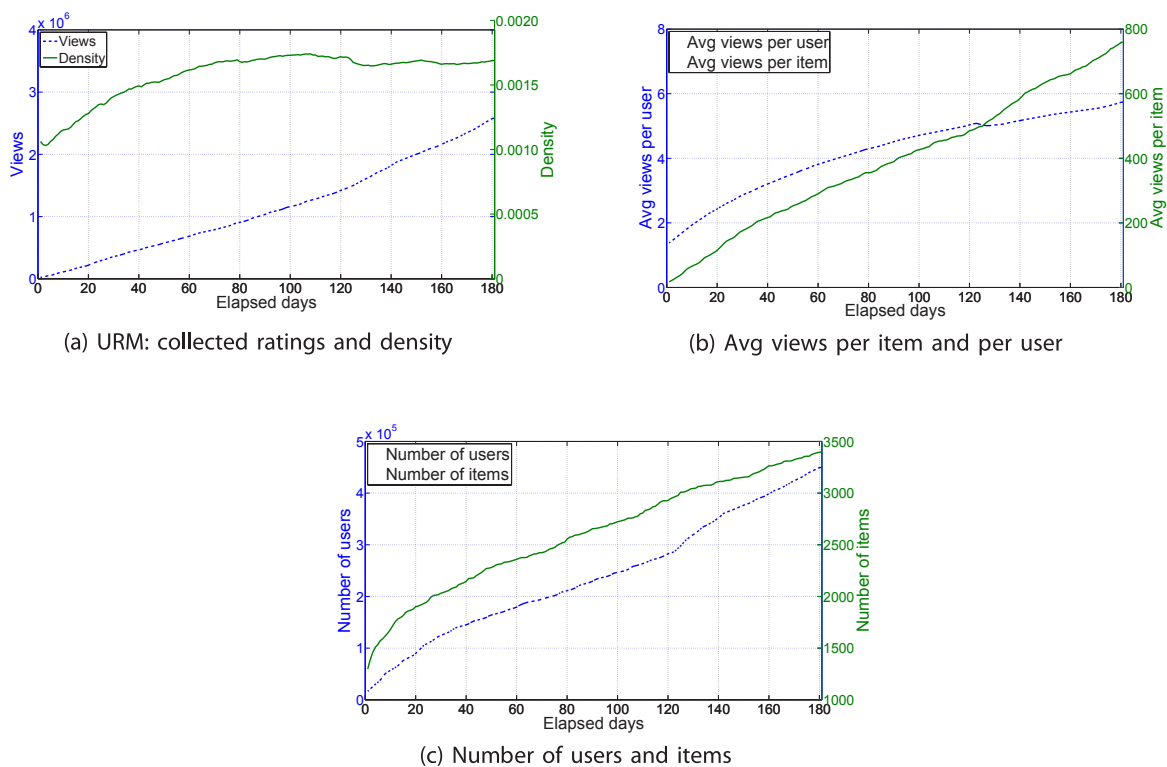 x 10^6
4
3
2
1
0
Views
Views
Density
0.0020
0.0015
0.0010
0.0005
0
Density
0 20 40 60 80 100 120 140 160 180
Elapsed days
(a) URM: collected ratings and density
8
6
4
2
0
Avg views per user
Avg views per user
Avg views per item
800
600
400
200
0
Avg views per item
0 20 40 60 80 100 120 140 160 180
Elapsed days
(b) Avg views per item and per user
x 10^5
5
4
3
2
1
0
Number of users
Number of users
Number of items
3500
3000
2500
2000
1500
1000
Number of items
0 20 40 60 80 100 120 140 160 180
Elapsed days
(c) Number of users and items